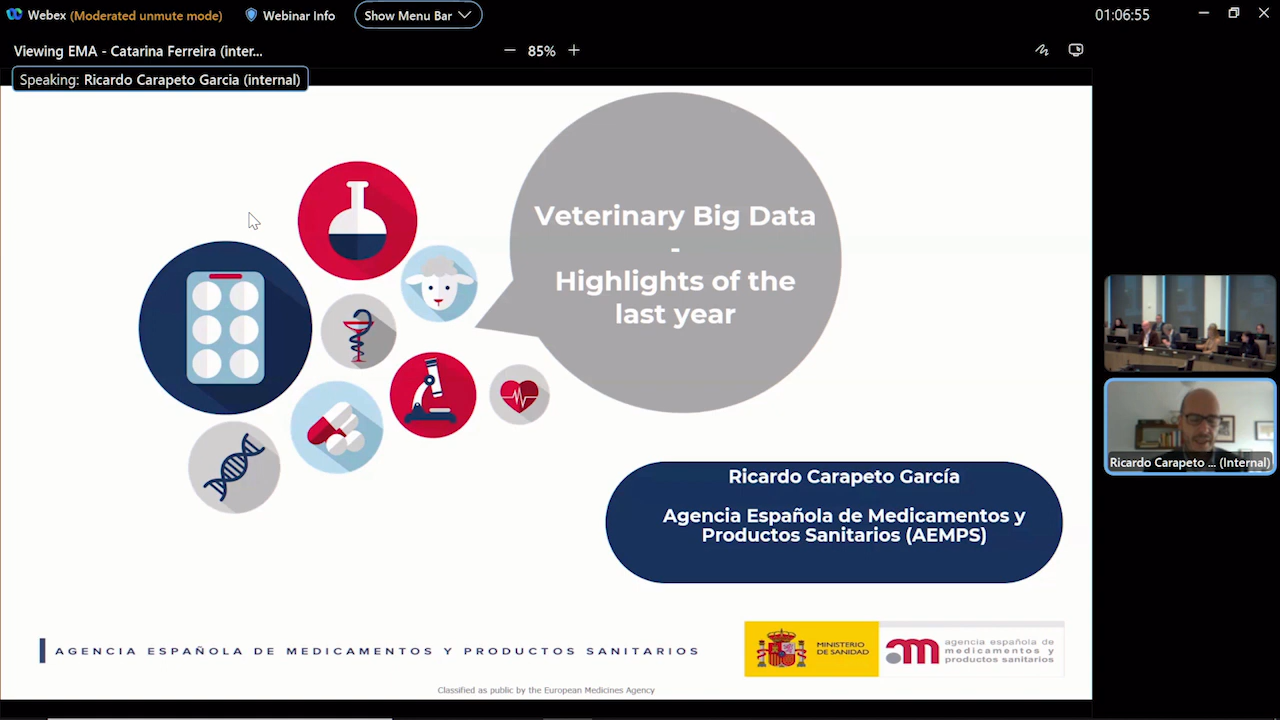 Webex (Moderated unmute mode)
Webinar Info
Show Menu Bar
01:06:55
Viewing EMA - Catarina Ferreira (inter...
85%
Speaking: Ricardo Carapeto Garcia (internal)
Veterinary Big Data
-
Highlights of the
last year
Ricardo Carapeto García
Agencia Española de Medicamentos y
Productos Sanitarios (AEMPS)
Ricardo Carapeto ... (Internal)
AGENCIA ESPAÑOLA DE MEDICAMENTOS Y PRODUCTOS SANITARIOS
MINISTERIO
DE SANIDAD
am
agencia española de
medicamentos y
productos sanitarios
Classified as public by the European Medicines Agency